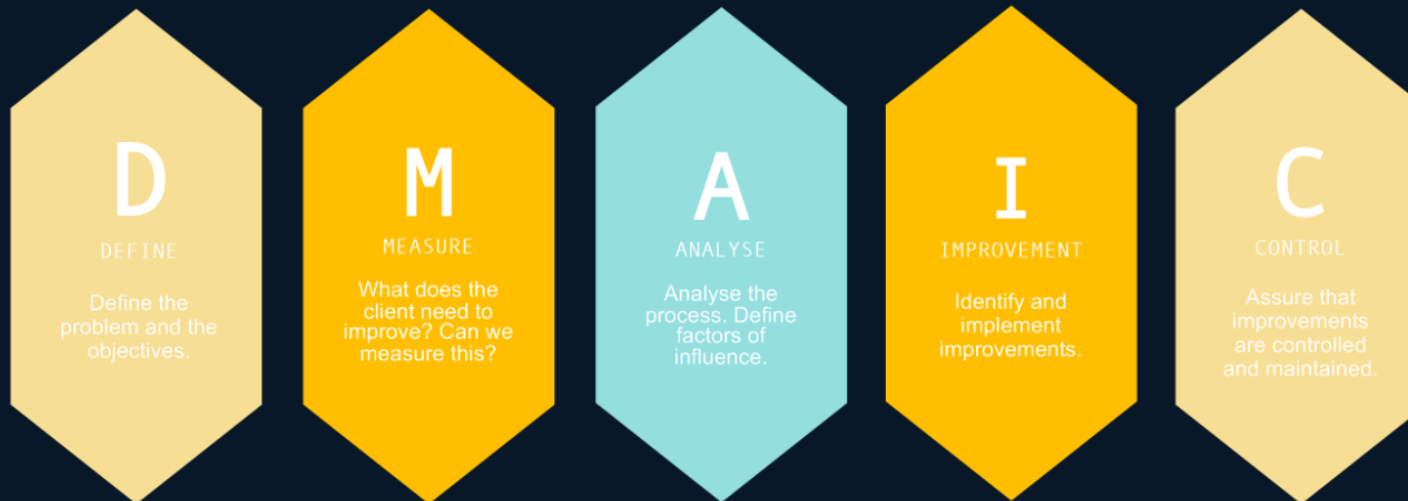 D
DEFINE
Define the
problem and the
objectives.
M
MEASURE
What does the
client need to
improve? Can we
measure this?
A
ANALYSE
Analyse the
process. Define
factors of
influence.
I
IMPROVEMENT
Identify and
implement
improvements.
C
CONTROL
Assure that
improvements
are controlled
and maintained.